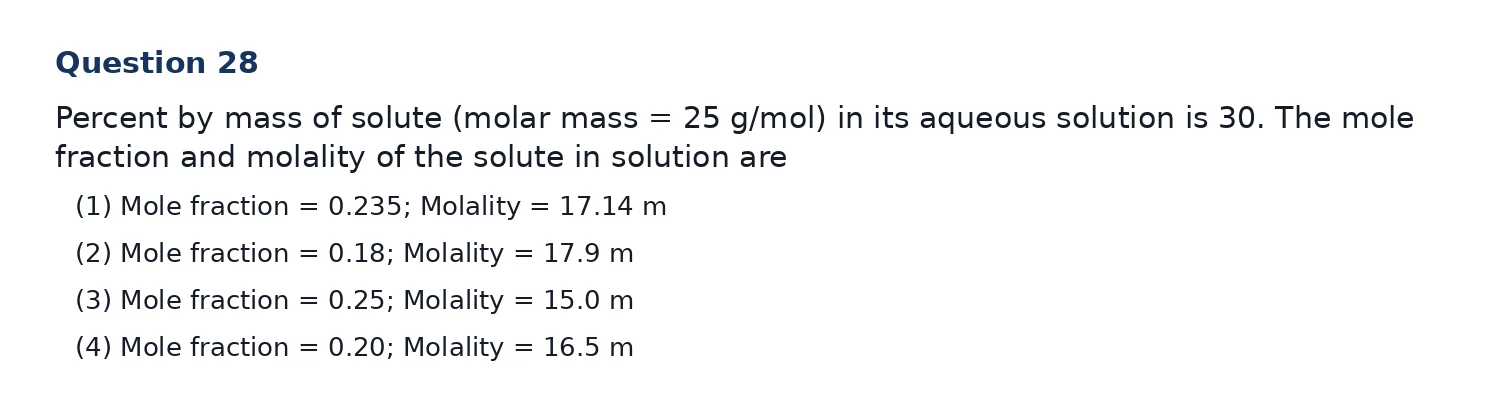 Question 28
Percent by mass of solute (molar mass = 25 g/mol) in its aqueous solution is 30. The mole
fraction and molality of the solute in solution are
(1) Mole fraction = 0.235; Molality = 17.14 m
(2) Mole fraction = 0.18; Molality = 17.9 m
(3) Mole fraction = 0.25; Molality = 15.0 m
(4) Mole fraction = 0.20; Molality = 16.5 m